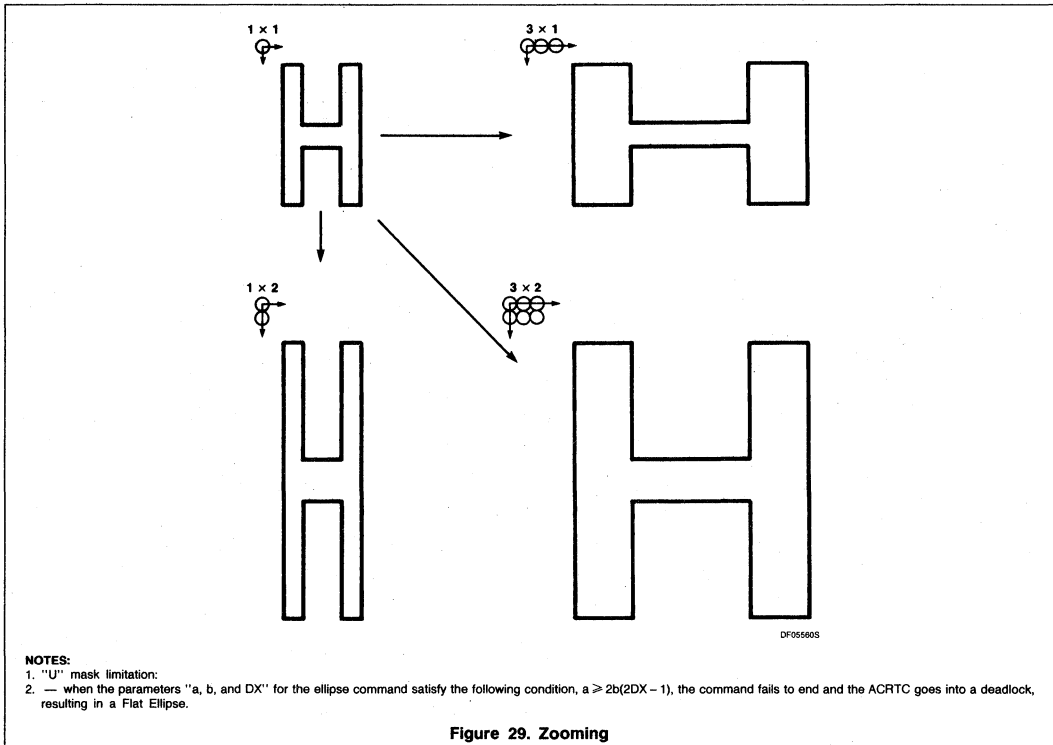 1 × 1
3 × 1
1 × 2
3 × 2
DF05560S
NOTES:
1. "U" mask limitation:
2. — when the parameters "a, b, and DX" for the ellipse command satisfy the following condition, a ⩾ 2b(2DX – 1), the command fails to end and the ACRTC goes into a deadlock,
resulting in a Flat Ellipse.
Figure 29. Zooming